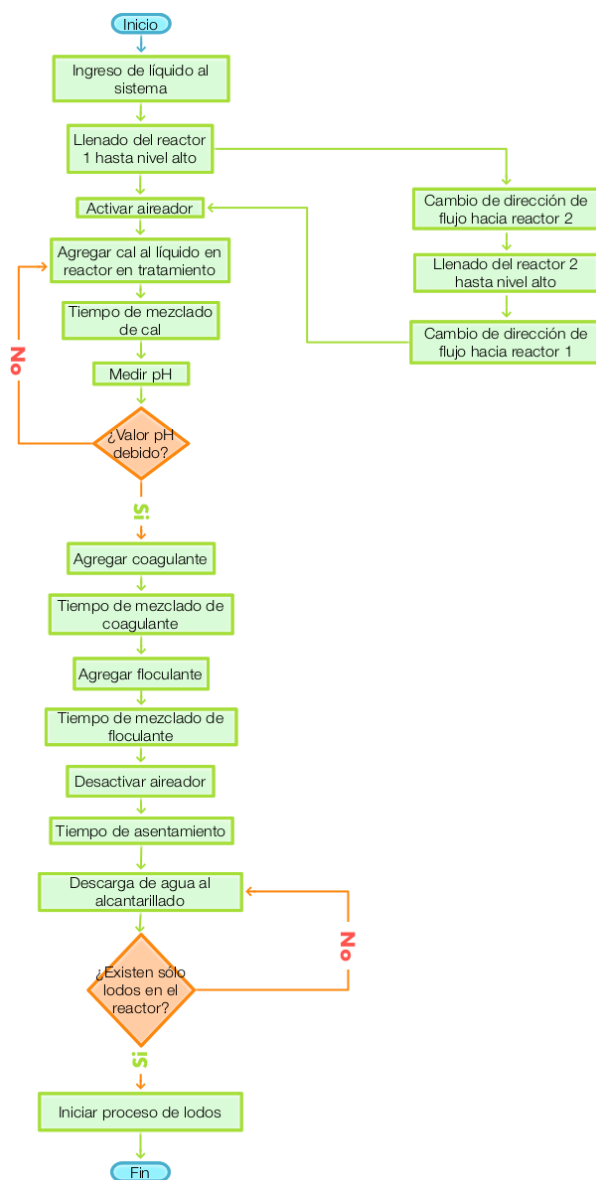 Inicio
Ingreso de líquido al
sistema
Llenado del reactor
1 hasta nivel alto
Activar aireador
Agregar cal al líquido en
reactor en tratamiento
Tiempo de mezclado
de cal
Medir pH
¿Valor pH
debido?
No
Si
Cambio de dirección de
flujo hacia reactor 2
Llenado del reactor 2
hasta nivel alto
Cambio de dirección de
flujo hacia reactor 1
Agregar coagulante
Tiempo de mezclado de
coagulante
Agregar floculante
Tiempo de mezclado de
floculante
Desactivar aireador
Tiempo de asentamiento
Descarga de agua al
alcantarillado
¿Existen sólo
lodos en el
reactor?
No
Si
Iniciar proceso de lodos
Fin